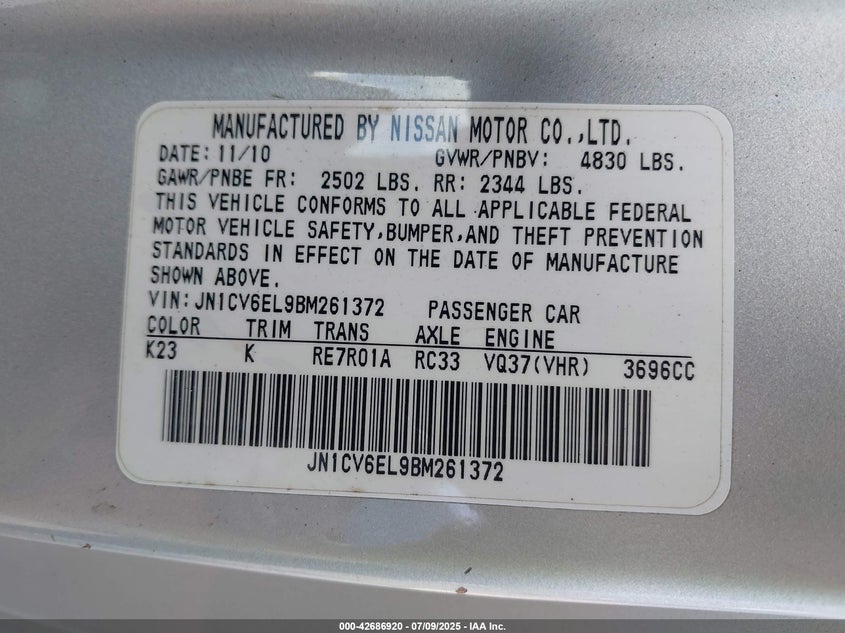 MANUFACTURED BY NISSAN MOTOR CO.,LTD.
DATE: 11/10 GVWR/PNBV: 4830 LBS.
GAWR/PNBE FR: 2502 LBS. RR: 2344 LBS.
THIS VEHICLE CONFORMS TO ALL APPLICABLE FEDERAL
MOTOR VEHICLE SAFETY,BUMPER,AND THEFT PREVENTION
STANDARDS IN EFFECT ON THE DATE OF MANUFACTURE
SHOWN ABOVE.
VIN:JN1CV6EL9BM261372 PASSENGER CAR
COLOR TRIM TRANS AXLE ENGINE
K23 K RE7R01A RC33 VQ37(VHR) 3696CC
JN1CV6EL9BM261372
000-42686920 / 07/09/2025 - IAA Inc.